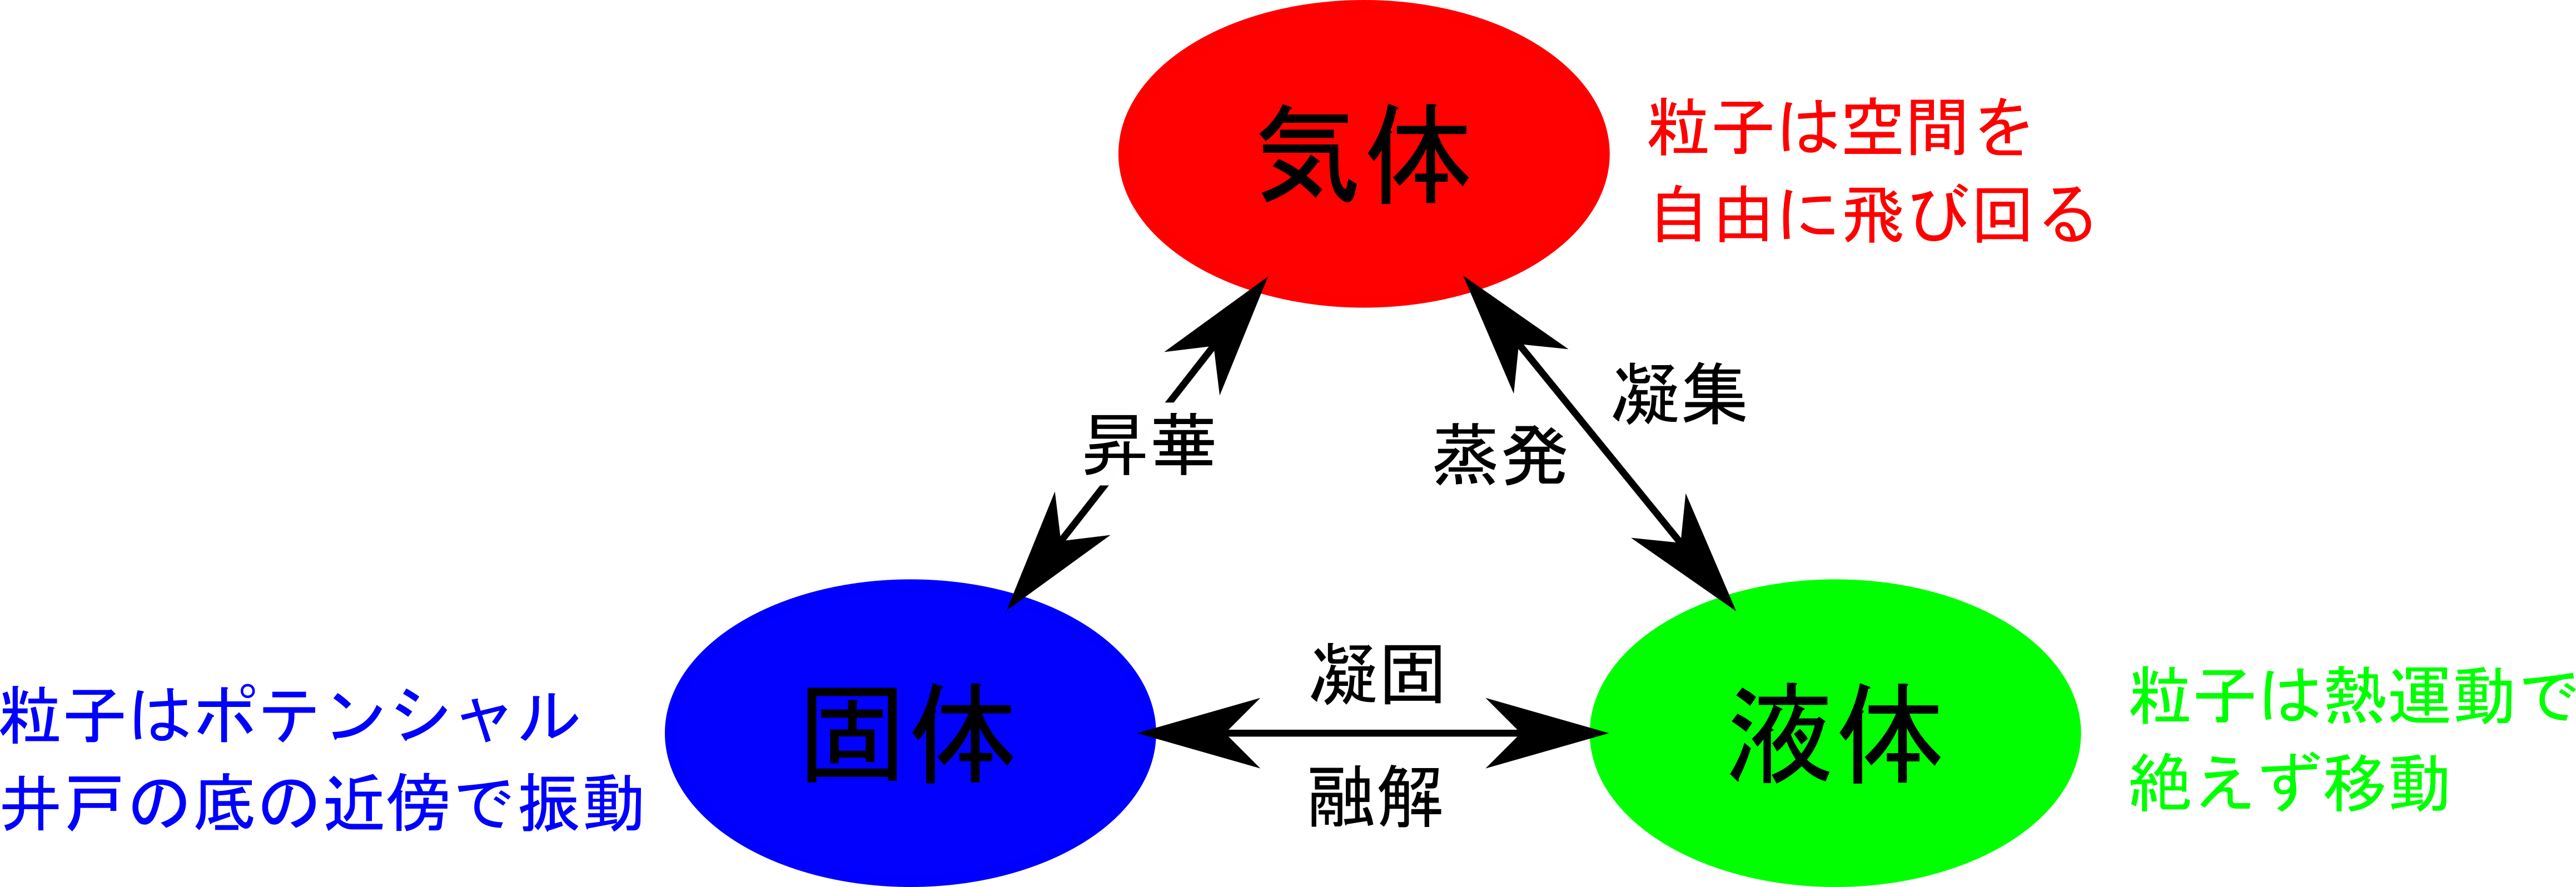 気体
粒子は空間を
自由に飛び回る
昇華
蒸発
凝集
固体
粒子はポテンシャル
井戸の底の近傍で振動
凝固
融解
液体
粒子は熱運動で
絶えず移動